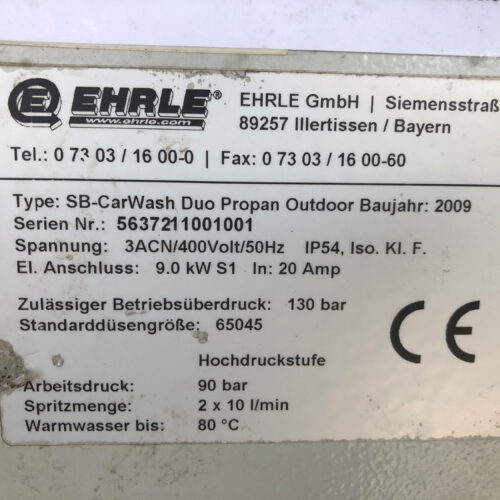 E EHRLE®
www.ehrle.com
EHRLE GmbH | Siemensstraß
89257 Illertissen / Bayern
Tel.: 0 73 03 / 16 00-0 | Fax: 0 73 03 / 16 00-60
Type: SB-CarWash Duo Propan Outdoor Baujahr: 2009
Serien Nr.: 5637211001001
Spannung: 3ACN/400Volt/50Hz IP54, Iso. Kl. F.
El. Anschluss: 9.0 kW S1 In: 20 Amp
Zulässiger Betriebsüberdruck: 130 bar
Standarddüsengröße: 65045
CE
Hochdruckstufe
Arbeitsdruck: 90 bar
Spritzmenge: 2 x 10 l/min
Warmwasser bis: 80 °C